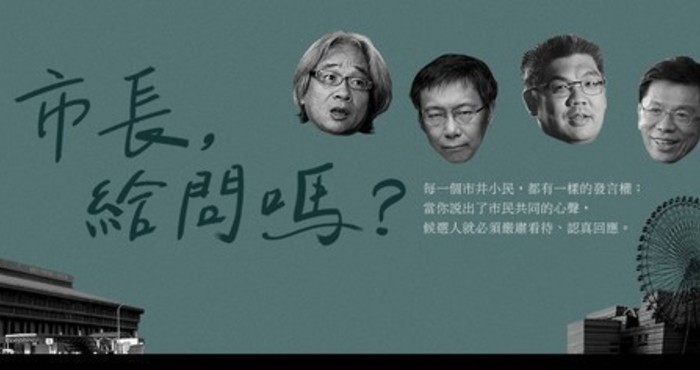 市長,
給問嗎?
每一個市井小民，都有一樣的發言權；
當你說出了市民共同的心聲，
候選人就必須嚴肅看待、認真回應。